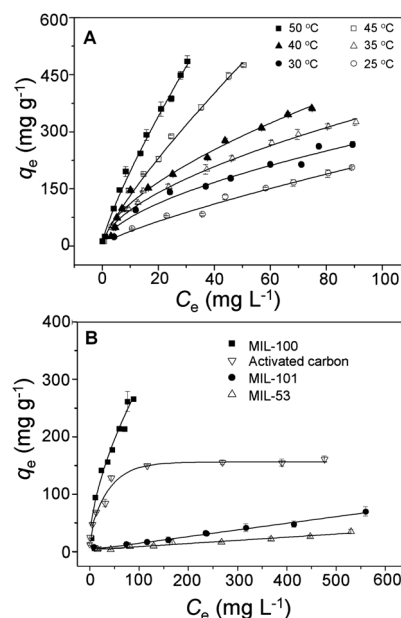 A
50 °C
45 °C
40 °C
35 °C
30 °C
25 °C
600
450
300
150
0
qe (mg g-1)
0 20 40 60 80 100
Ce (mg L-1)
B
MIL-100
Activated carbon
MIL-101
MIL-53
400
300
200
100
0
qe (mg g-1)
0 100 200 300 400 500 600
Ce (mg L-1)